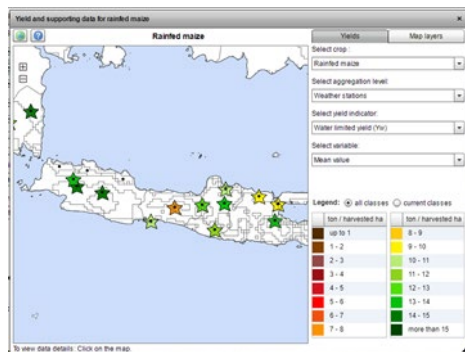 Yield and supporting data for rainfed maize
Rainfed maize
Yields
Map layers
Select crop:
Rainfed maize
Select aggregation level:
Weather stations
Select yield indicator:
Water limited yield (Yw)
Select variable:
Mean value
Legend: all classes current classes
ton / harvested ha ton / harvested ha
up to 1 8 - 9
1 - 2 9 - 10
2 - 3 10 - 11
3 - 4 11 - 12
4 - 5 12 - 13
5 - 6 13 - 14
6 - 7 14 - 15
7 - 8 more than 15
To view data details: Click on the map.